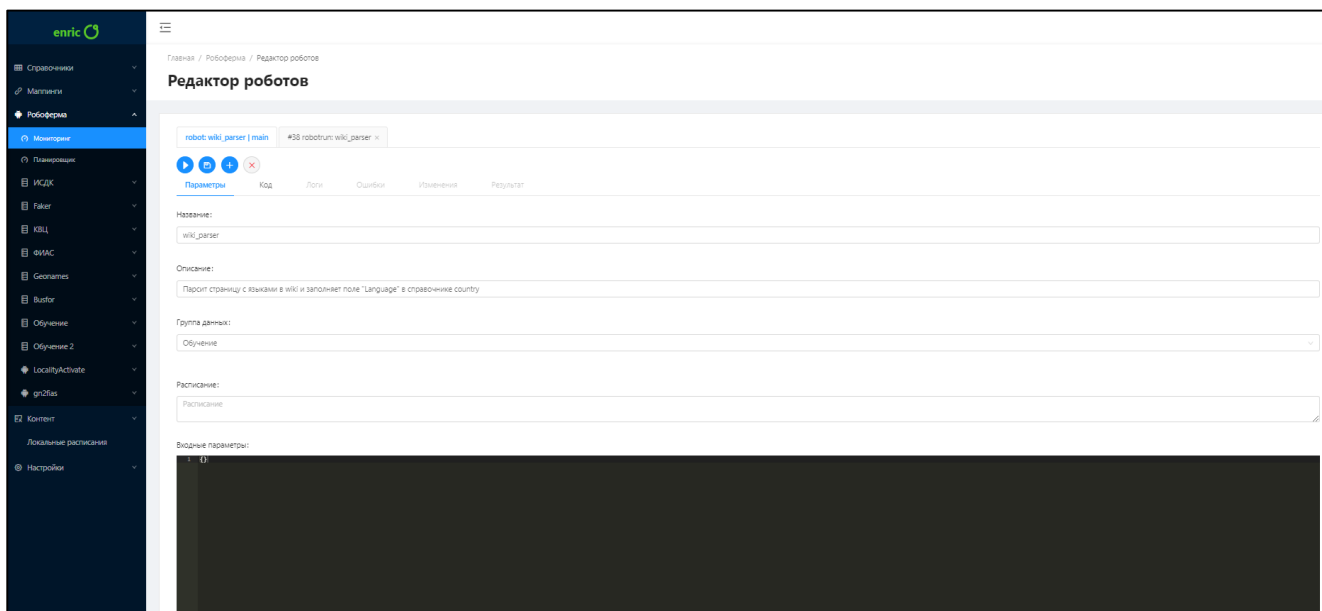 enric
Справочники
Маппинги
Робоферма
Мониторинг
Планировщик
ИСДК
Faker
КВЦ
ФИАС
Geonames
Busfor
Обучение
Обучение 2
LocalityActivate
gn2fias
Контент
Локальные расписания
Настройки
Главная / Робоферма / Редактор роботов
Редактор роботов
robot: wiki_parser | main #38 robotrun: wiki_parser ×
Параметры Код Логи Ошибки Изменения Результат
Название:
wiki_parser
Описание:
Парсит страницу с языками в wiki и заполняет поле "Language" в справочнике country
Группа данных:
Обучение
Расписание:
Расписание
Входные параметры:
1 {}